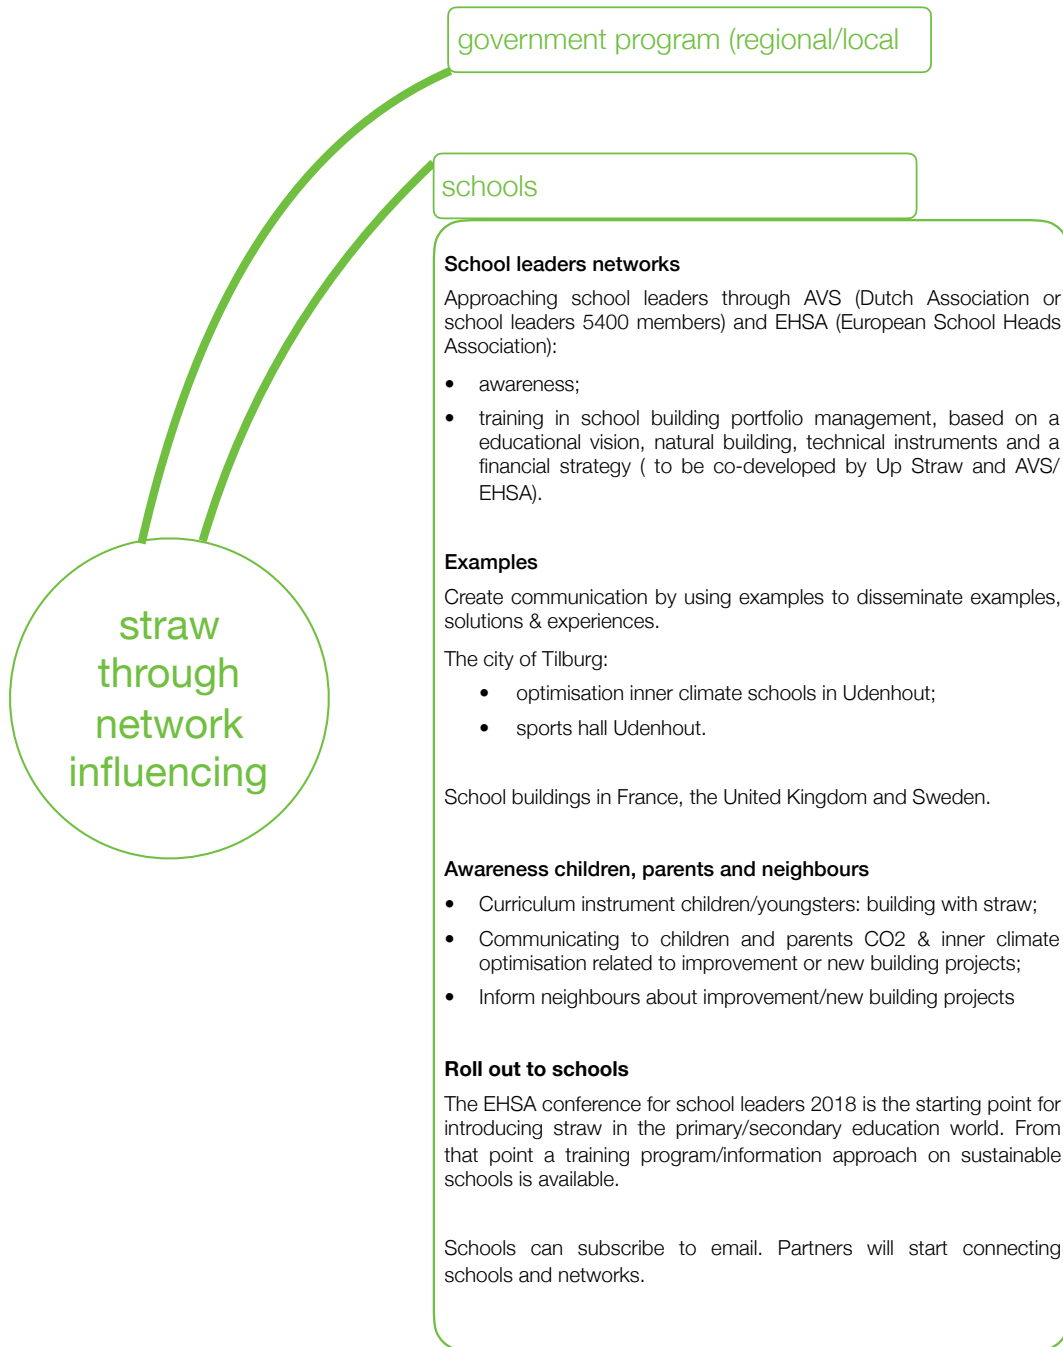 government program (regional/local
schools
School leaders networks
Approaching school leaders through AVS (Dutch Association or
school leaders 5400 members) and EHSA (European School Heads
Association):
• awareness;
• training in school building portfolio management, based on a
educational vision, natural building, technical instruments and a
financial strategy ( to be co-developed by Up Straw and AVS/
EHSA).
Examples
Create communication by using examples to disseminate examples,
solutions & experiences.
The city of Tilburg:
• optimisation inner climate schools in Udenhout;
• sports hall Udenhout.
School buildings in France, the United Kingdom and Sweden.
Awareness children, parents and neighbours
• Curriculum instrument children/youngsters: building with straw;
• Communicating to children and parents CO2 & inner climate
optimisation related to improvement or new building projects;
• Inform neighbours about improvement/new building projects
Roll out to schools
The EHSA conference for school leaders 2018 is the starting point for
introducing straw in the primary/secondary education world. From
that point a training program/information approach on sustainable
schools is available.
Schools can subscribe to email. Partners will start connecting
schools and networks.
straw
through
network
influencing